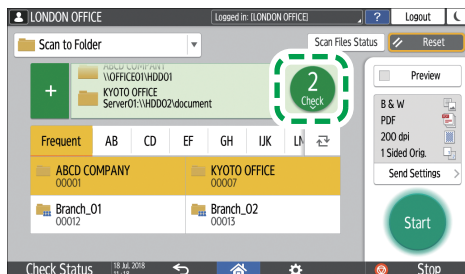 LONDON OFFICE
Logged in: [LONDON OFFICE]
?
Logout
Scan to Folder
Scan Files Status
Reset
ABCD COMPANY
\\OFFICE01\HDD01
KYOTO OFFICE
Server01:\\HDD02\document
2
Check
Preview
B & W
PDF
200 dpi
1 Sided Orig.
Send Settings
Frequent
AB
CD
EF
GH
IJK
ABCD COMPANY
00001
KYOTO OFFICE
00007
Branch_01
00012
Branch_02
00013
Start
Check Status
18 Jul. 2018
Stop